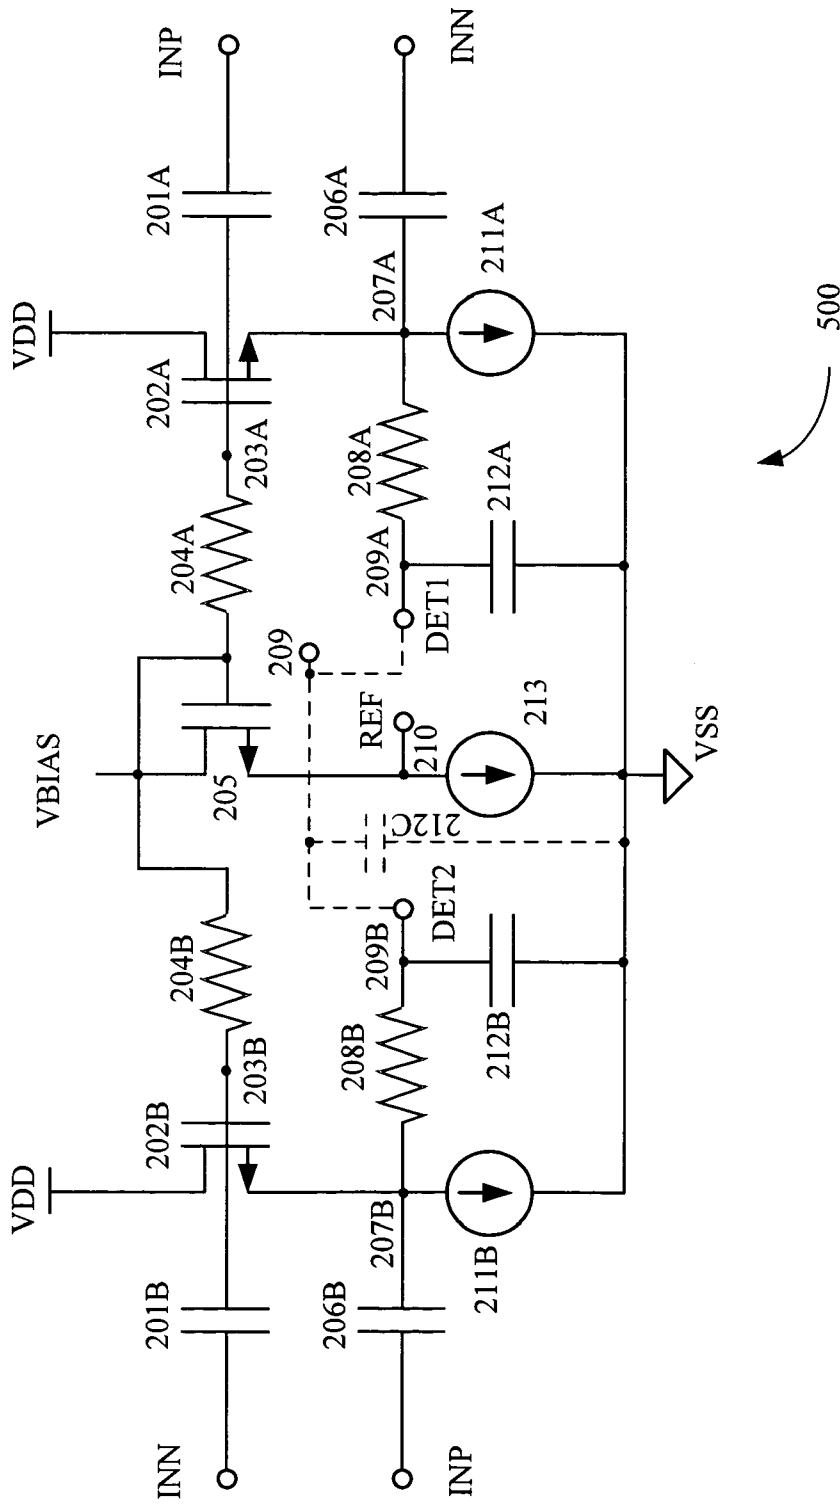 INP
INN
201A
206A
VDD
202A
207A
211A
203A
208A
204A
209A
212A
DET1
209
500
VBIAS
205
REF
210
213
VSS
212C
204B
209B
DET2
203B
208B
212B
VDD
202B
207B
211B
201B
206B
INN
INP